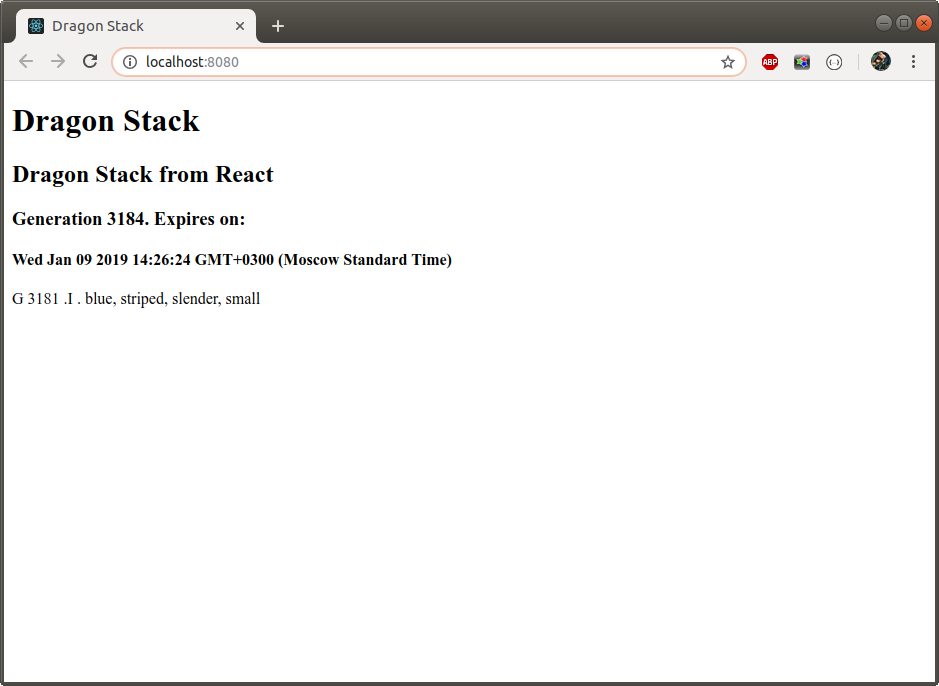 Dragon Stack
localhost:8080
ABP
Dragon Stack
Dragon Stack from React
Generation 3184. Expires on:
Wed Jan 09 2019 14:26:24 GMT+0300 (Moscow Standard Time)
G 3181 .I . blue, striped, slender, small